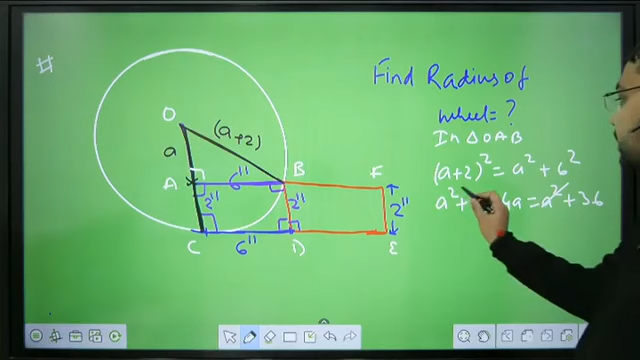 #
Find Radius of
wheel = ?
In △OAB
(a+2)² = a² + 6²
a² + 4a = a² + 36
O
(a+2)
a
A
6"
B
F
2"
2"
2"
C
6"
D
E